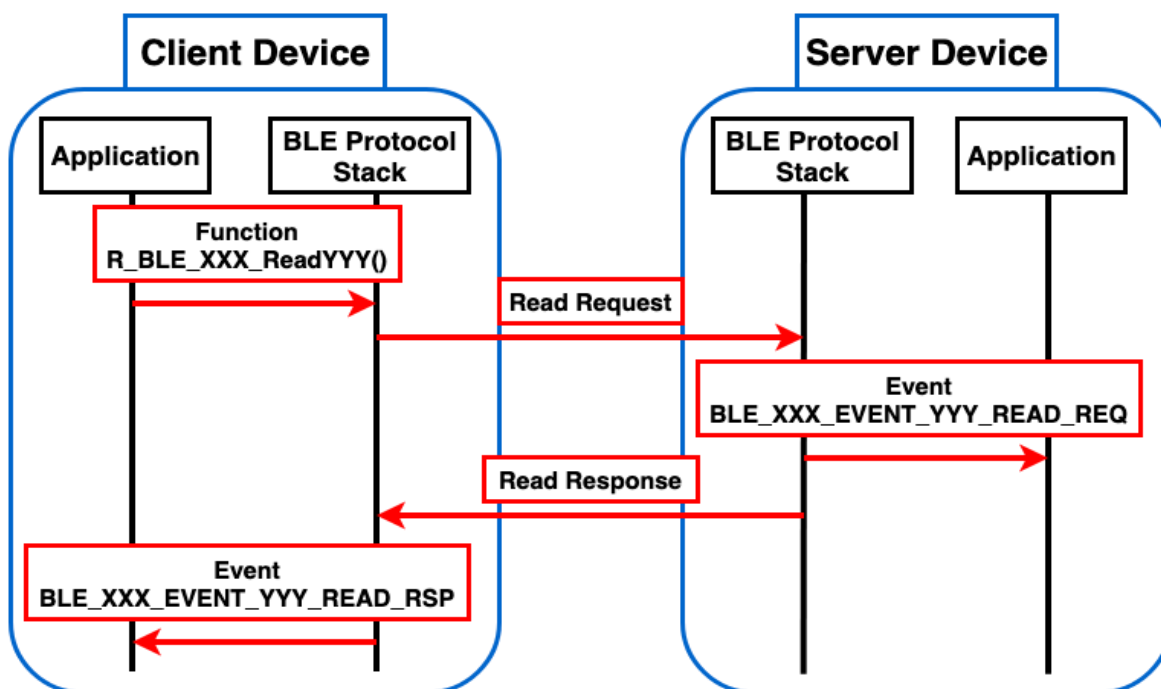 Client Device
Server Device
Application
BLE Protocol
Stack
BLE Protocol
Stack
Application
Function
R_BLE_XXX_ReadYYY()
Read Request
Event
BLE_XXX_EVENT_YYY_READ_REQ
Read Response
Event
BLE_XXX_EVENT_YYY_READ_RSP